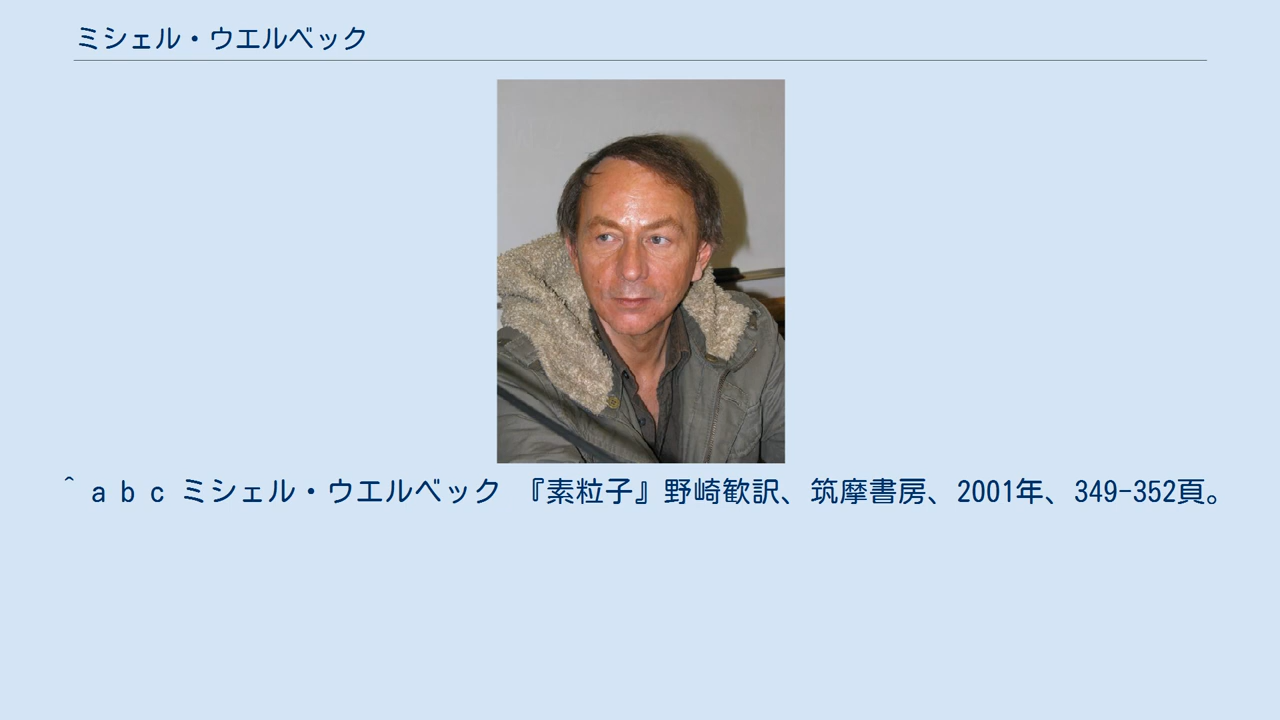 ミシェル・ウエルベック
^ a b c ミシェル・ウエルベック 『素粒子』野崎歓訳、筑摩書房、2001年、349-352頁。